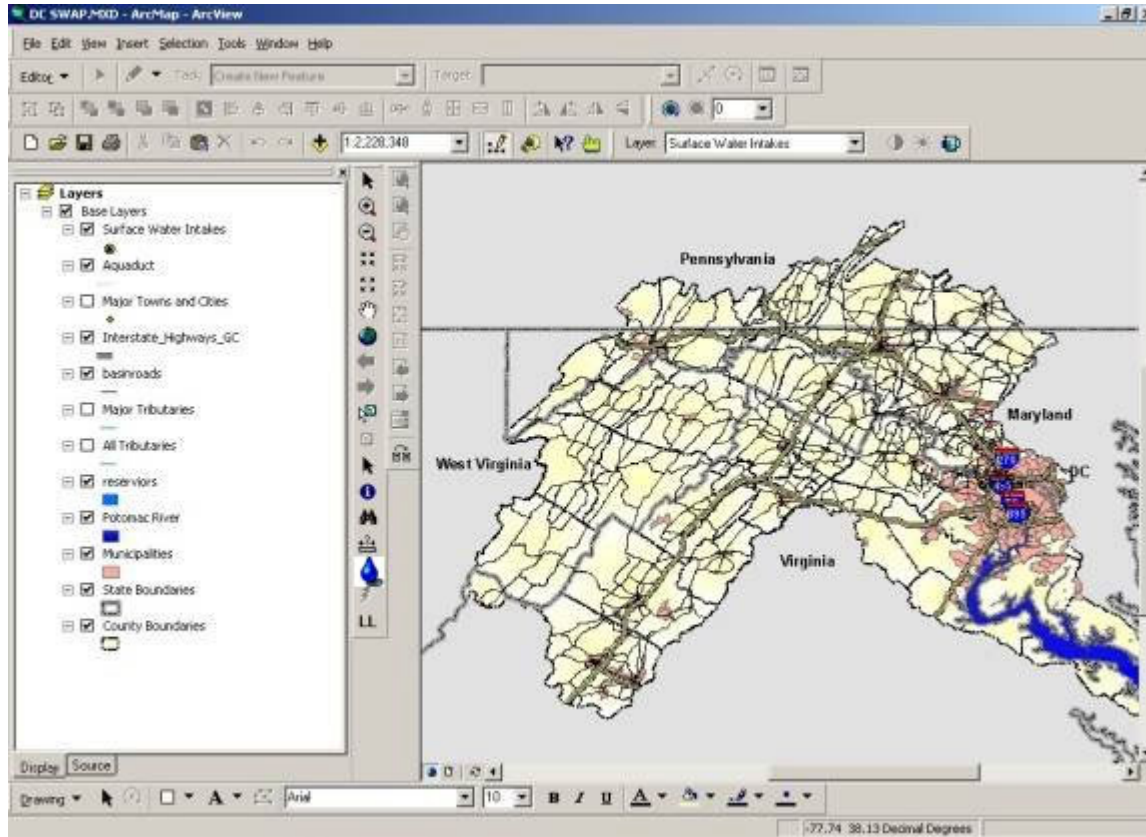 DC SWAP.MXD - ArcMap - ArcView
File Edit View Insert Selection Tools Window Help
Editor Task: Create New Feature Target:
0
1:2,228,348 Layer: Surface Water Intakes
Layers
Base Layers
Surface Water Intakes
Aquaduct
Major Towns and Cities
Interstate_Highways_GC
basinroads
Major Tributaries
All Tributaries
reserviors
Potomac River
Municipalities
State Boundaries
County Boundaries
LL
Pennsylvania
Maryland
West Virginia
DC
Virginia
Display Source
Drawing A Arial 10 B I U A
-77.74 38.13 Decimal Degrees